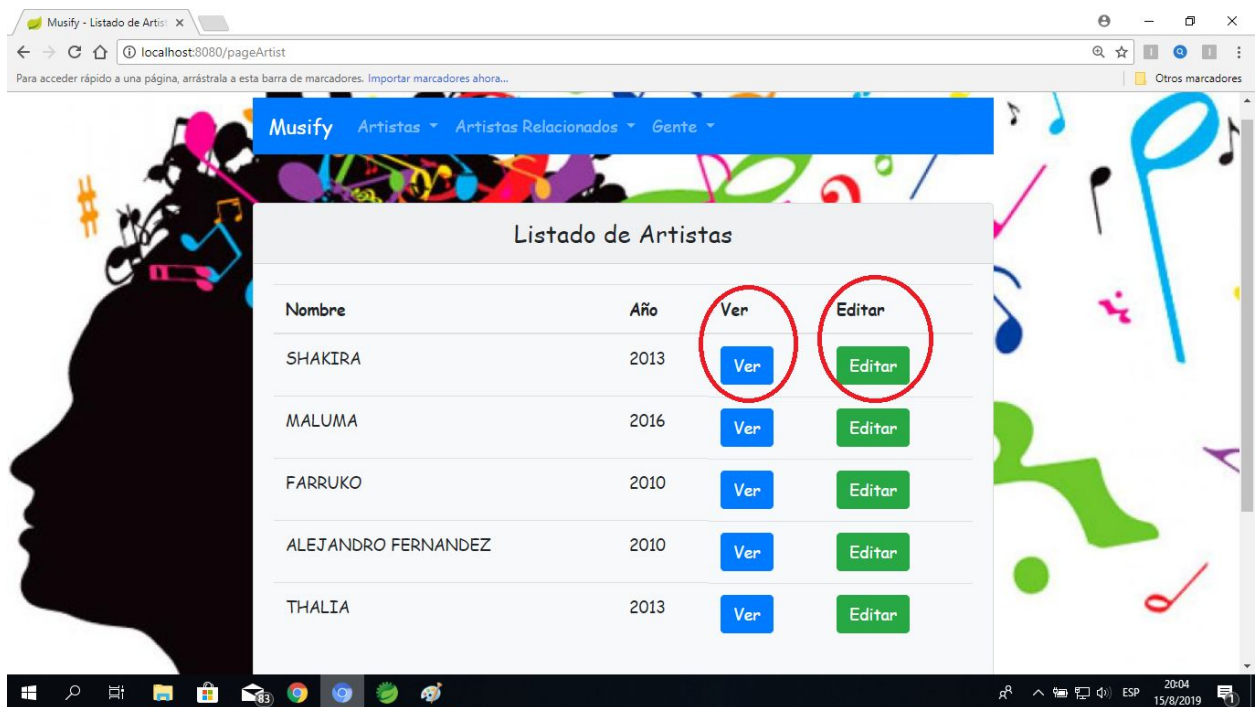 Musify - Listado de Artis
localhost:8080/pageArtist
Para acceder rápido a una página, arrástrala a esta barra de marcadores. Importar marcadores ahora...
Otros marcadores
Musify Artistas Artistas Relacionados Gente
Listado de Artistas
Nombre Año Ver Editar
SHAKIRA 2013 Ver Editar
MALUMA 2016 Ver Editar
FARRUKO 2010 Ver Editar
ALEJANDRO FERNANDEZ 2010 Ver Editar
THALIA 2013 Ver Editar
83
ESP
20:04
15/8/2019
1